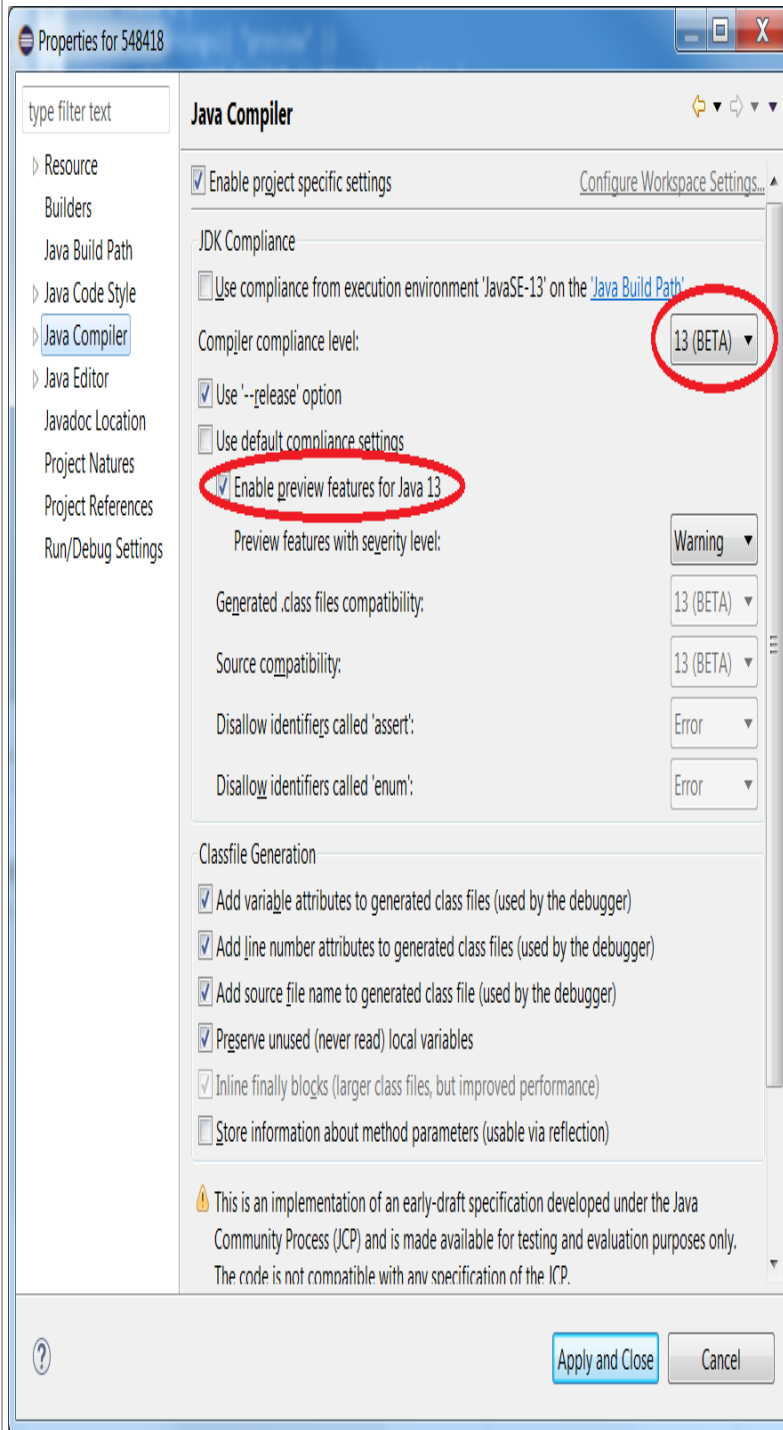 Properties for 548418
type filter text
Resource
Builders
Java Build Path
Java Code Style
Java Compiler
Java Editor
Javadoc Location
Project Natures
Project References
Run/Debug Settings
Java Compiler
Enable project specific settings
Configure Workspace Settings...
JDK Compliance
Use compliance from execution environment 'JavaSE-13' on the 'Java Build Path'
Compiler compliance level:
13 (BETA)
Use '--release' option
Use default compliance settings
Enable preview features for Java 13
Preview features with severity level:
Warning
Generated .class files compatibility:
13 (BETA)
Source compatibility:
13 (BETA)
Disallow identifiers called 'assert':
Error
Disallow identifiers called 'enum':
Error
Classfile Generation
Add variable attributes to generated class files (used by the debugger)
Add line number attributes to generated class files (used by the debugger)
Add source file name to generated class file (used by the debugger)
Preserve unused (never read) local variables
Inline finally blocks (larger class files, but improved performance)
Store information about method parameters (usable via reflection)
This is an implementation of an early-draft specification developed under the Java
Community Process (JCP) and is made available for testing and evaluation purposes only.
The code is not compatible with any specification of the JCP.
Apply and Close
Cancel